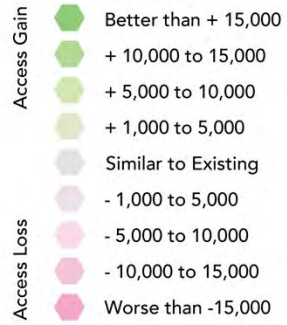 Access Gain
Better than + 15,000
+ 10,000 to 15,000
+ 5,000 to 10,000
+ 1,000 to 5,000
Similar to Existing
- 1,000 to 5,000
- 5,000 to 10,000
- 10,000 to 15,000
Worse than -15,000
Access Loss